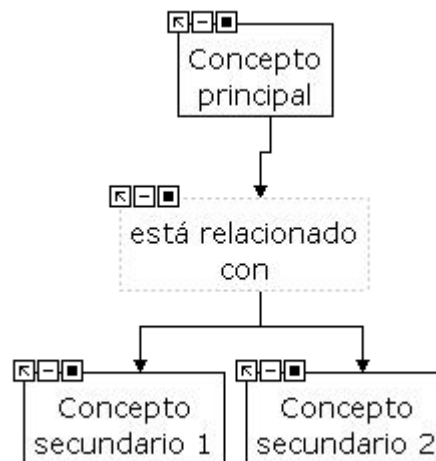 Concepto
principal
está relacionado
con
Concepto
secundario 1
Concepto
secundario 2